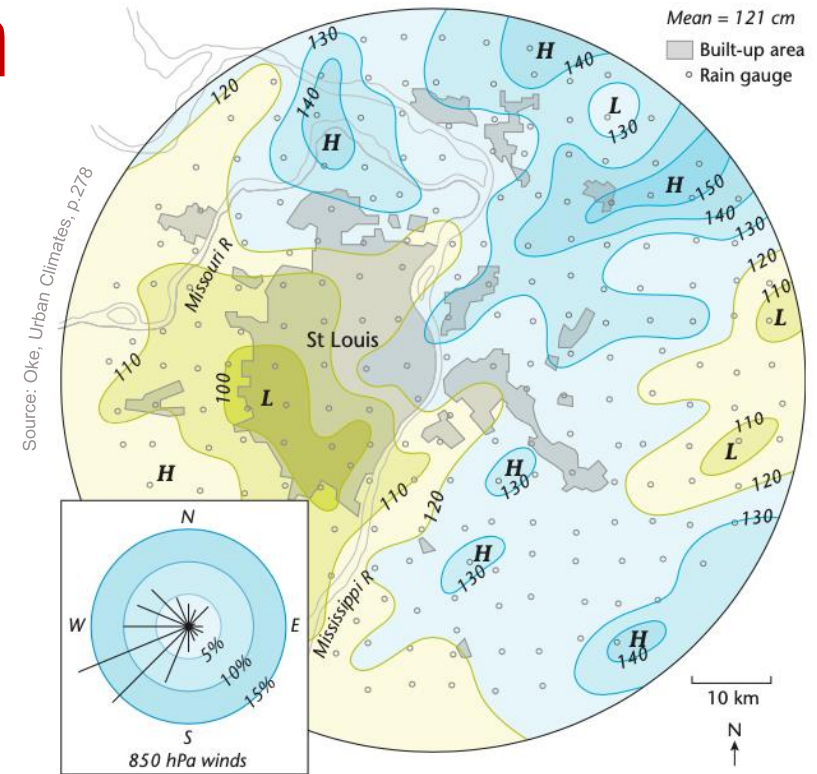 n
Mean = 121 cm
Built-up area
Rain gauge
Source: Oke, Urban Climates, p.278
130
H
140
120
140
L
130
H
H
150
140
130
120
110
L
Missouri R
St Louis
110
100
L
110
L
H
H
130
110
120
120
130
H
130
Mississippi R
H
140
10 km
N
N
W
E
5%
10%
15%
S
850 hPa winds